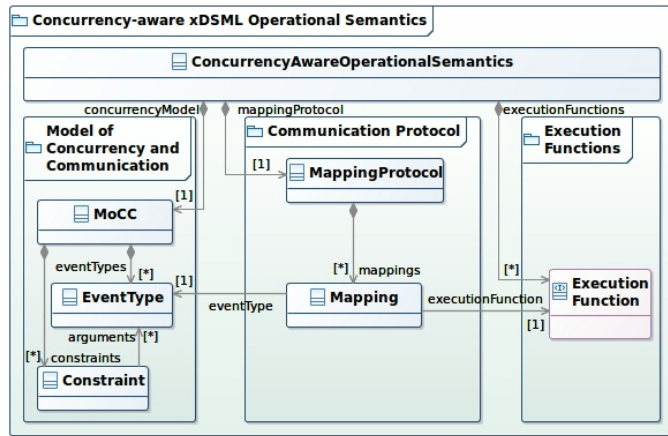 Concurrency-aware xDSML Operational Semantics
ConcurrencyAwareOperationalSemantics
concurrencyModel
mappingProtocol
executionFunctions
Model of
Concurrency and
Communication
Communication Protocol
Execution
Functions
[1]
[1]
MappingProtocol
MoCC
eventTypes
[*]
[*]
mappings
[*]
[1]
EventType
eventType
Mapping
executionFunction
Execution
Function
[1]
arguments
[*]
[*]
constraints
Constraint